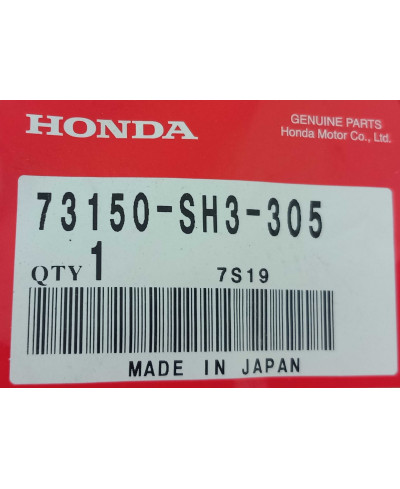 HONDA
GENUINE PARTS
Honda Motor Co., Ltd.
73150-SH3-305
QTY 1 7S19
MADE IN JAPAN